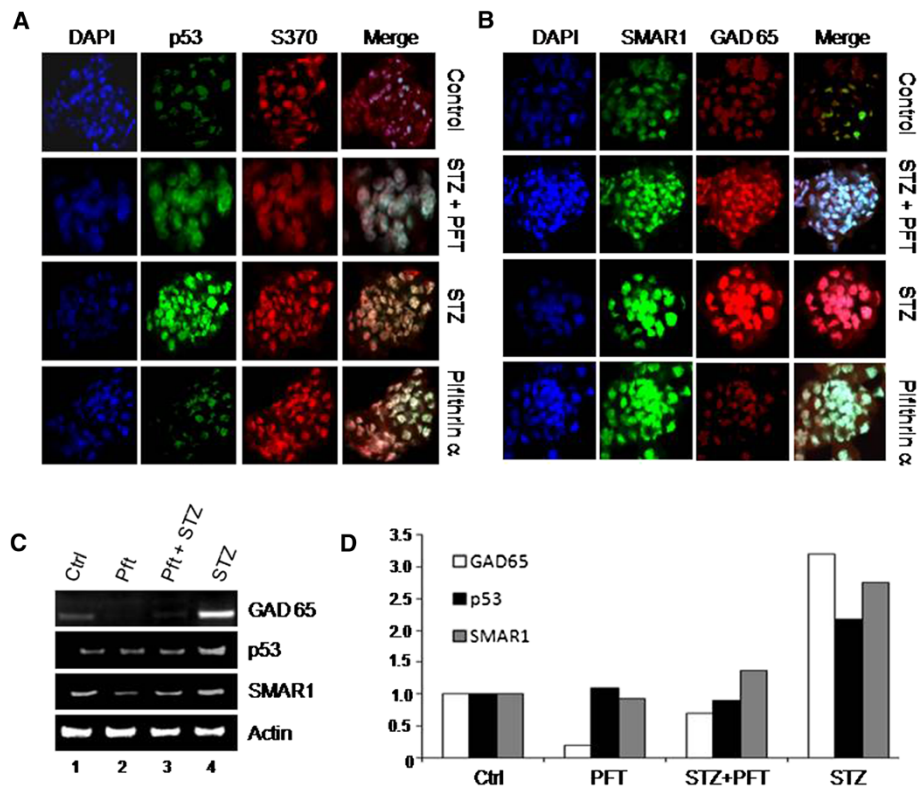 A
DAPI p53 S370 Merge
Control
STZ + PFT
STZ
Pifithrin α
B
DAPI SMAR1 GAD 65 Merge
Control
STZ + PFT
STZ
Pifithrin α
C
Ctrl Pft Pft + STZ STZ
GAD 65
p53
SMAR1
Actin
1 2 3 4
D
3.5
3.0
2.5
2.0
1.5
1.0
0.5
0
GAD65
p53
SMAR1
Ctrl PFT STZ+PFT STZ